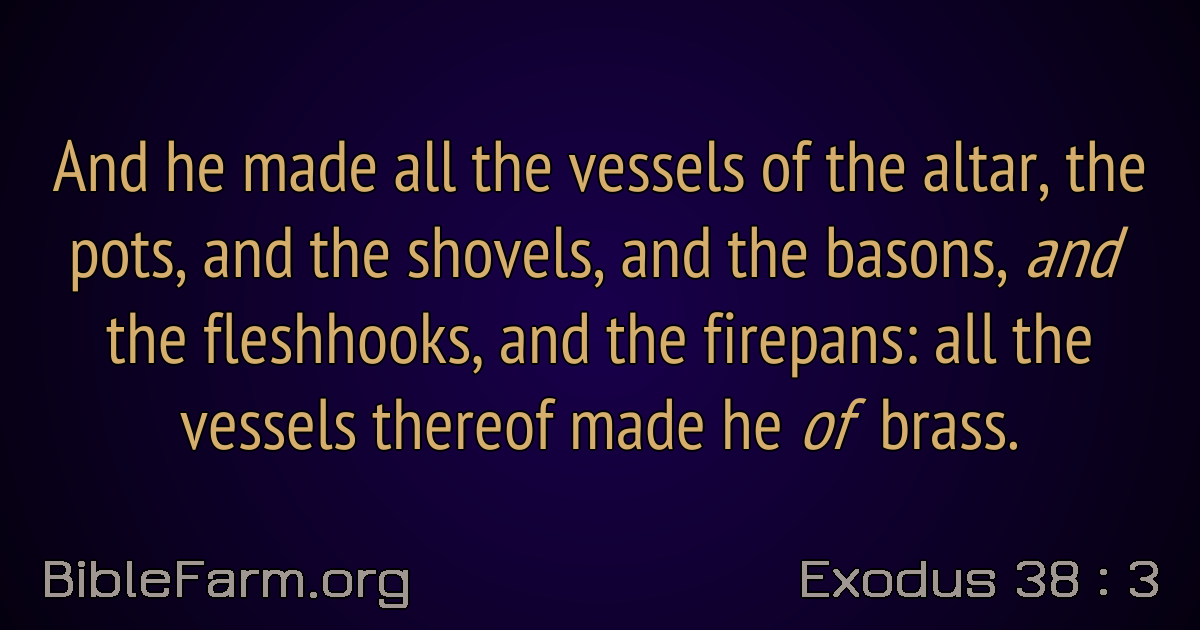 And he made all the vessels of the altar, the
pots, and the shovels, and the basons, and
the fleshhooks, and the firepans: all the
vessels thereof made he of brass.
BibleFarm.org
Exodus 38 : 3